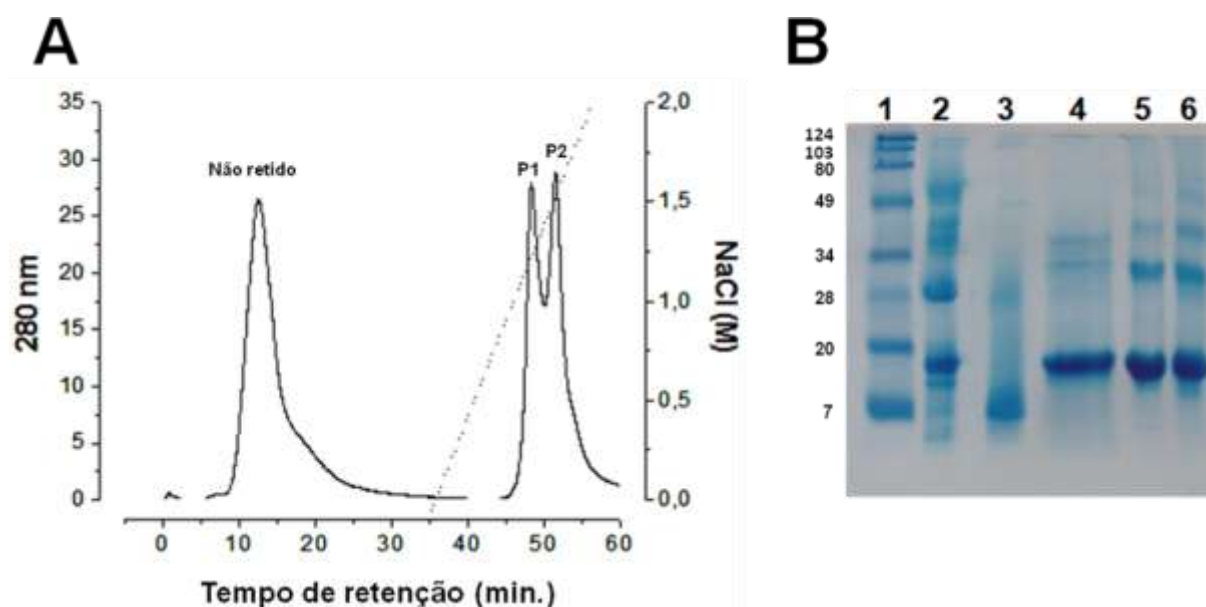 A
35
30
25
20
15
10
5
0
280 nm
Não retido
P1
P2
2,0
1,5
1,0
0,5
0,0
NaCl (M)
0 10 20 30 40 50 60
Tempo de retenção (min.)
B
1 2 3 4 5 6
124
103
80
49
34
28
20
7